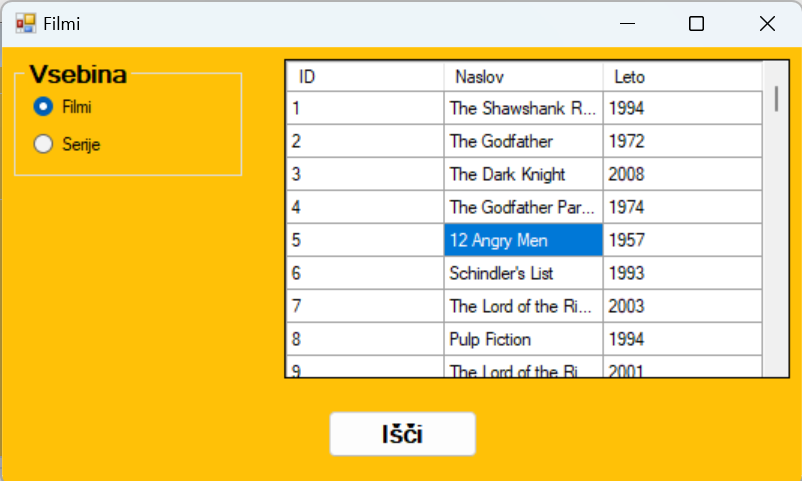 Filmi
Vsebina
Filmi
Serije
ID Naslov Leto
1 The Shawshank R... 1994
2 The Godfather 1972
3 The Dark Knight 2008
4 The Godfather Par... 1974
5 12 Angry Men 1957
6 Schindler's List 1993
7 The Lord of the Ri... 2003
8 Pulp Fiction 1994
9 The Lord of the Ri 2001
Išči